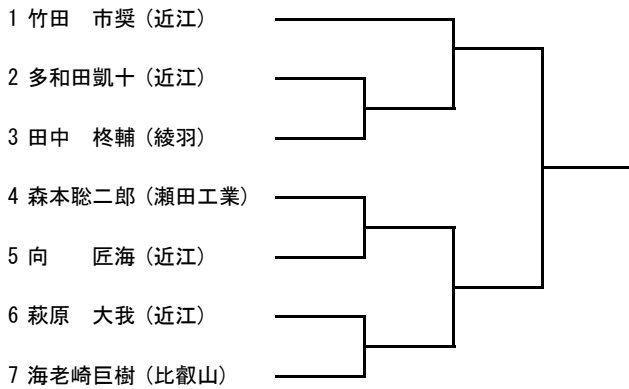 1 竹田　市奨（近江）
2 多和田凱十（近江）
3 田中　柊輔（綾羽）
4 森本聡二郎（瀬田工業）
5 向　　匠海（近江）
6 萩原　大我（近江）
7 海老崎巨樹（比叡山）